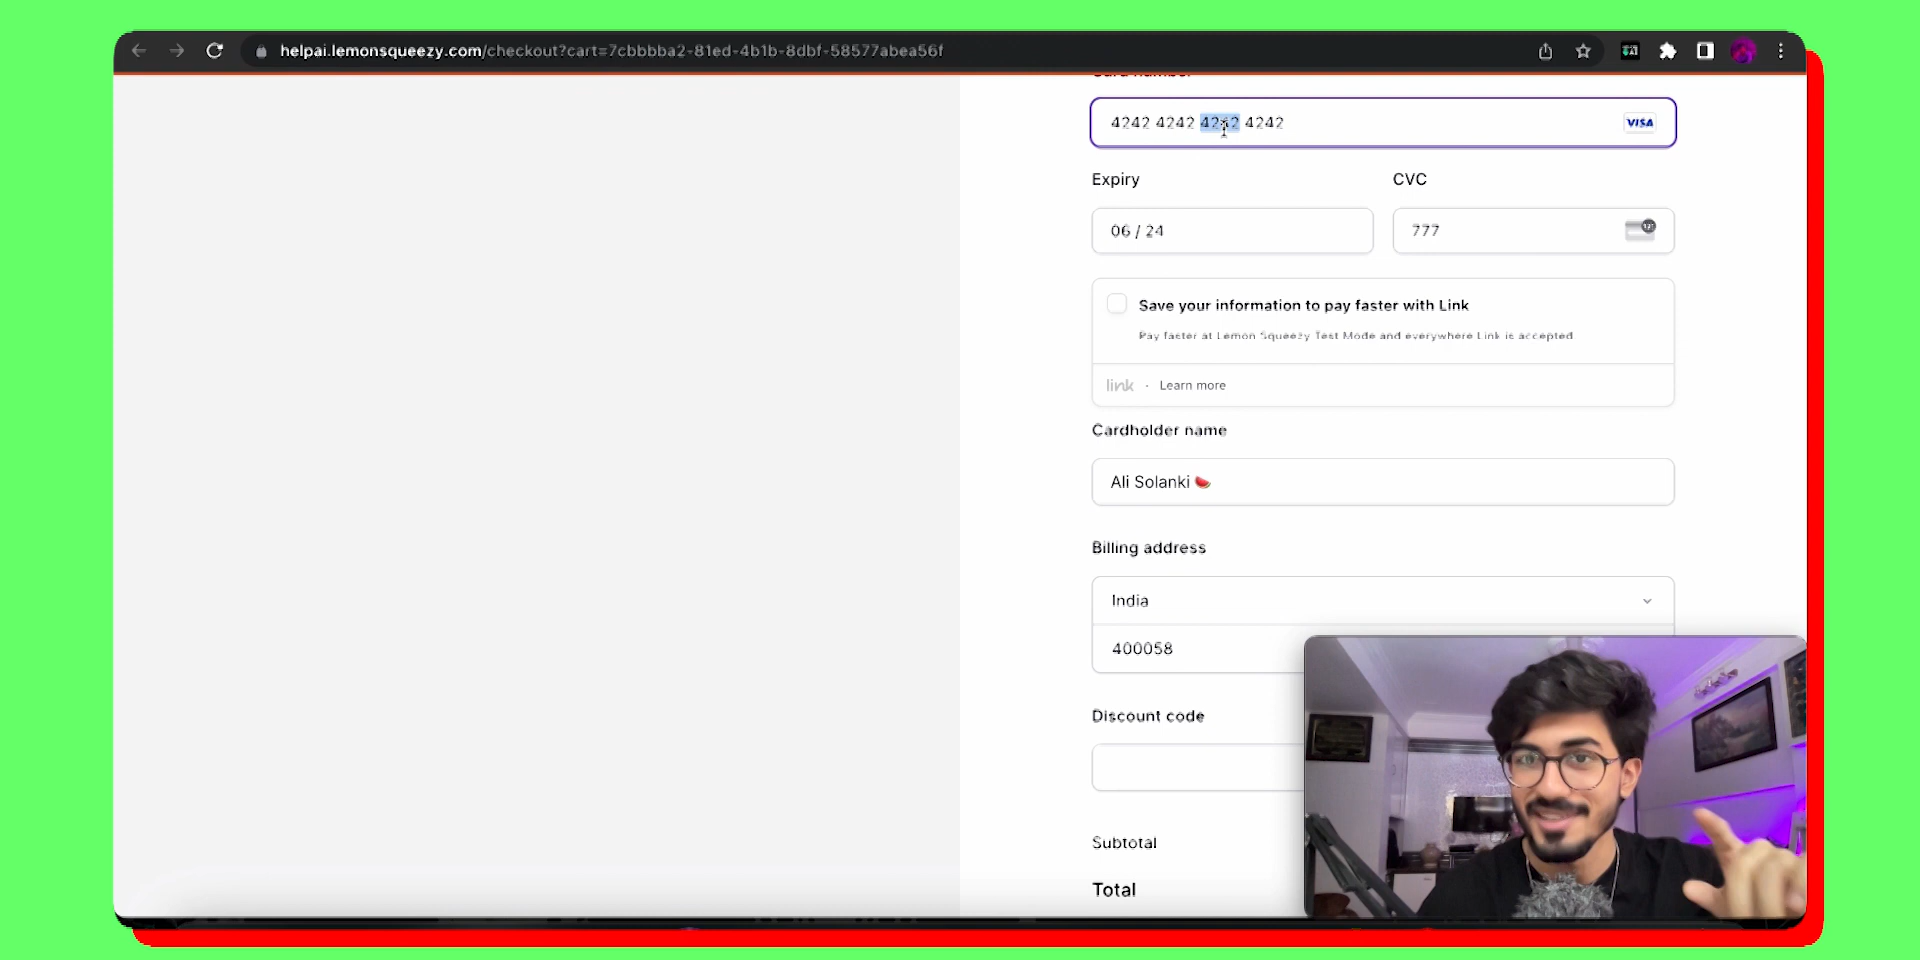 helpai.lemonsqueezy.com/checkout?cart=7cbbbba2-81ed-4b1b-8dbf-58577abea56f
Card number
4242 4242 4242 4242
VISA
Expiry
CVC
06 / 24
777
Save your information to pay faster with Link
Pay faster at Lemon Squeezy Test Mode and everywhere Link is accepted
link · Learn more
Cardholder name
Ali Solanki 🍉
Billing address
India
400058
Discount code
Subtotal
Total